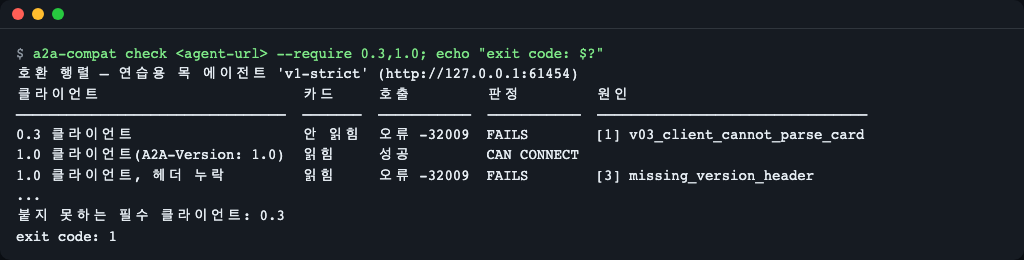 $ a2a-compat check <agent-url> --require 0.3,1.0; echo "exit code: $?"
호환 행렬 — 연습용 목 에이전트 'v1-strict' (http://127.0.0.1:61454)
클라이언트 카드 호출 판정 원인
0.3 클라이언트 안 읽힘 오류 -32009 FAILS [1] v03_client_cannot_parse_card
1.0 클라이언트(A2A-Version: 1.0) 읽힘 성공 CAN CONNECT
1.0 클라이언트, 헤더 누락 읽힘 오류 -32009 FAILS [3] missing_version_header
...
붙지 못하는 필수 클라이언트: 0.3
exit code: 1